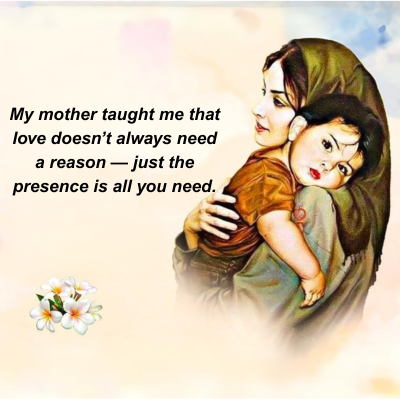 My mother taught me that
love doesn’t always need
a reason — just the
presence is all you need.